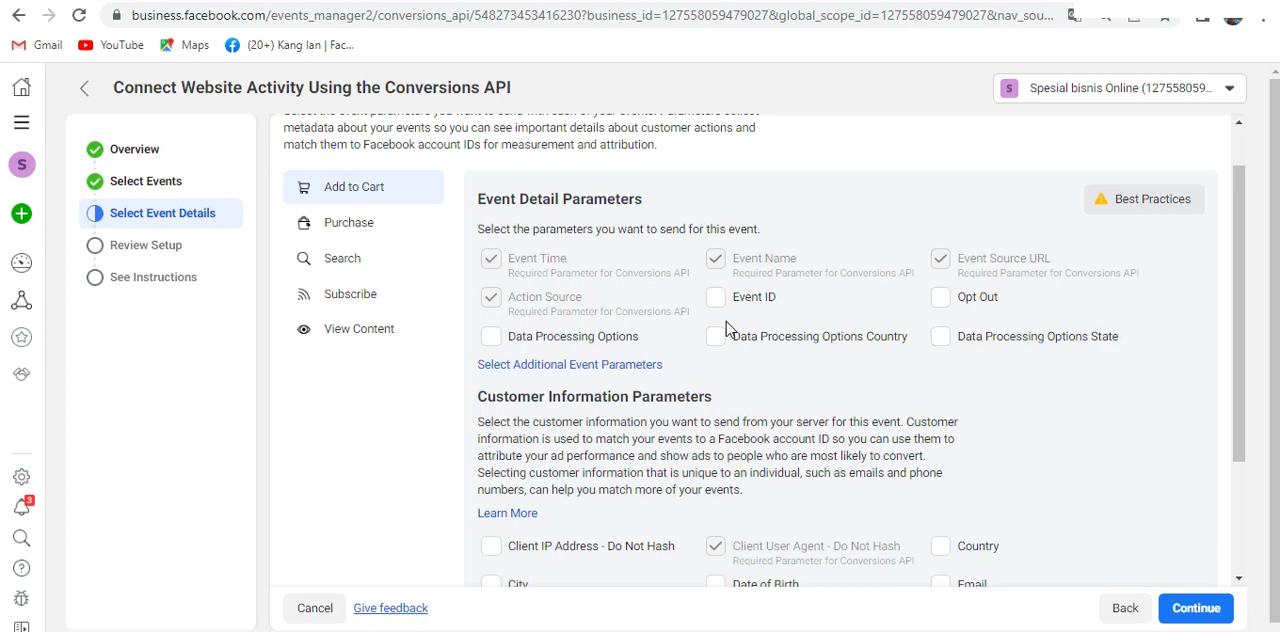 business.facebook.com/events_manager2/conversions_api/548273453416230?business_id=127558059479027&global_scope_id=127558059479027&nav_sou...
Gmail
YouTube
Maps
(20+) Kang Ian | Fac...
Connect Website Activity Using the Conversions API
S
Spesial bisnis Online (127558059...
S
3
Overview
Select Events
Select Event Details
Review Setup
See Instructions
metadata about your events so you can see important details about customer actions and
match them to Facebook account IDs for measurement and attribution.
Add to Cart
Purchase
Search
Subscribe
View Content
Event Detail Parameters
Best Practices
Select the parameters you want to send for this event.
Event Time
Required Parameter for Conversions API
Event Name
Required Parameter for Conversions API
Event Source URL
Required Parameter for Conversions API
Action Source
Required Parameter for Conversions API
Event ID
Opt Out
Data Processing Options
Data Processing Options Country
Data Processing Options State
Select Additional Event Parameters
Customer Information Parameters
Select the customer information you want to send from your server for this event. Customer
information is used to match your events to a Facebook account ID so you can use them to
attribute your ad performance and show ads to people who are most likely to convert.
Selecting customer information that is unique to an individual, such as emails and phone
numbers, can help you match more of your events.
Learn More
Client IP Address - Do Not Hash
Client User Agent - Do Not Hash
Required Parameter for Conversions API
Country
City
Date of Birth
Email
Cancel
Give feedback
Back
Continue